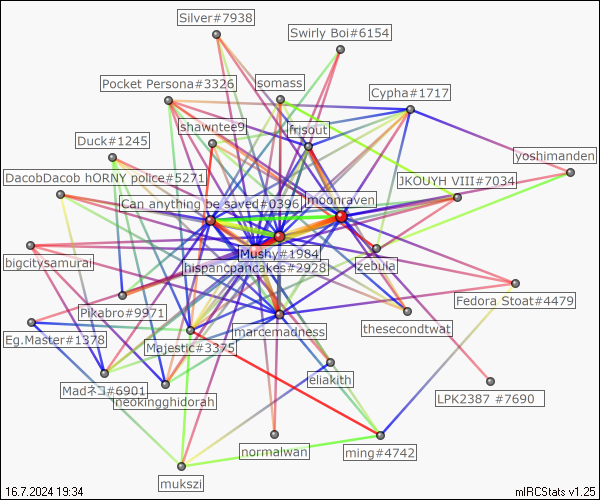 Silver#7938
Swirly Boi#6154
Pocket Persona#3326
somass
Cypha#1717
shawntee9
frisout
Duck#1245
yoshimanden
DacobDacob hORNY police#5271
JKOUYH VIII#7034
Can anything be saved#0396
moonraven
Mushy#1984
bigcitysamurai
hispancpancakes#2928
zebula
Fedora Stoat#4479
Pikabro#9971
marcemadness
thesecondtwat
Eg.Master#1378
Majestic#3375
eliakith
Madネコ#6901
neokingghidorah
LPK2387 #7690
normalwan
ming#4742
mukszi
16.7.2024 19:34
mIRCStats v1.25